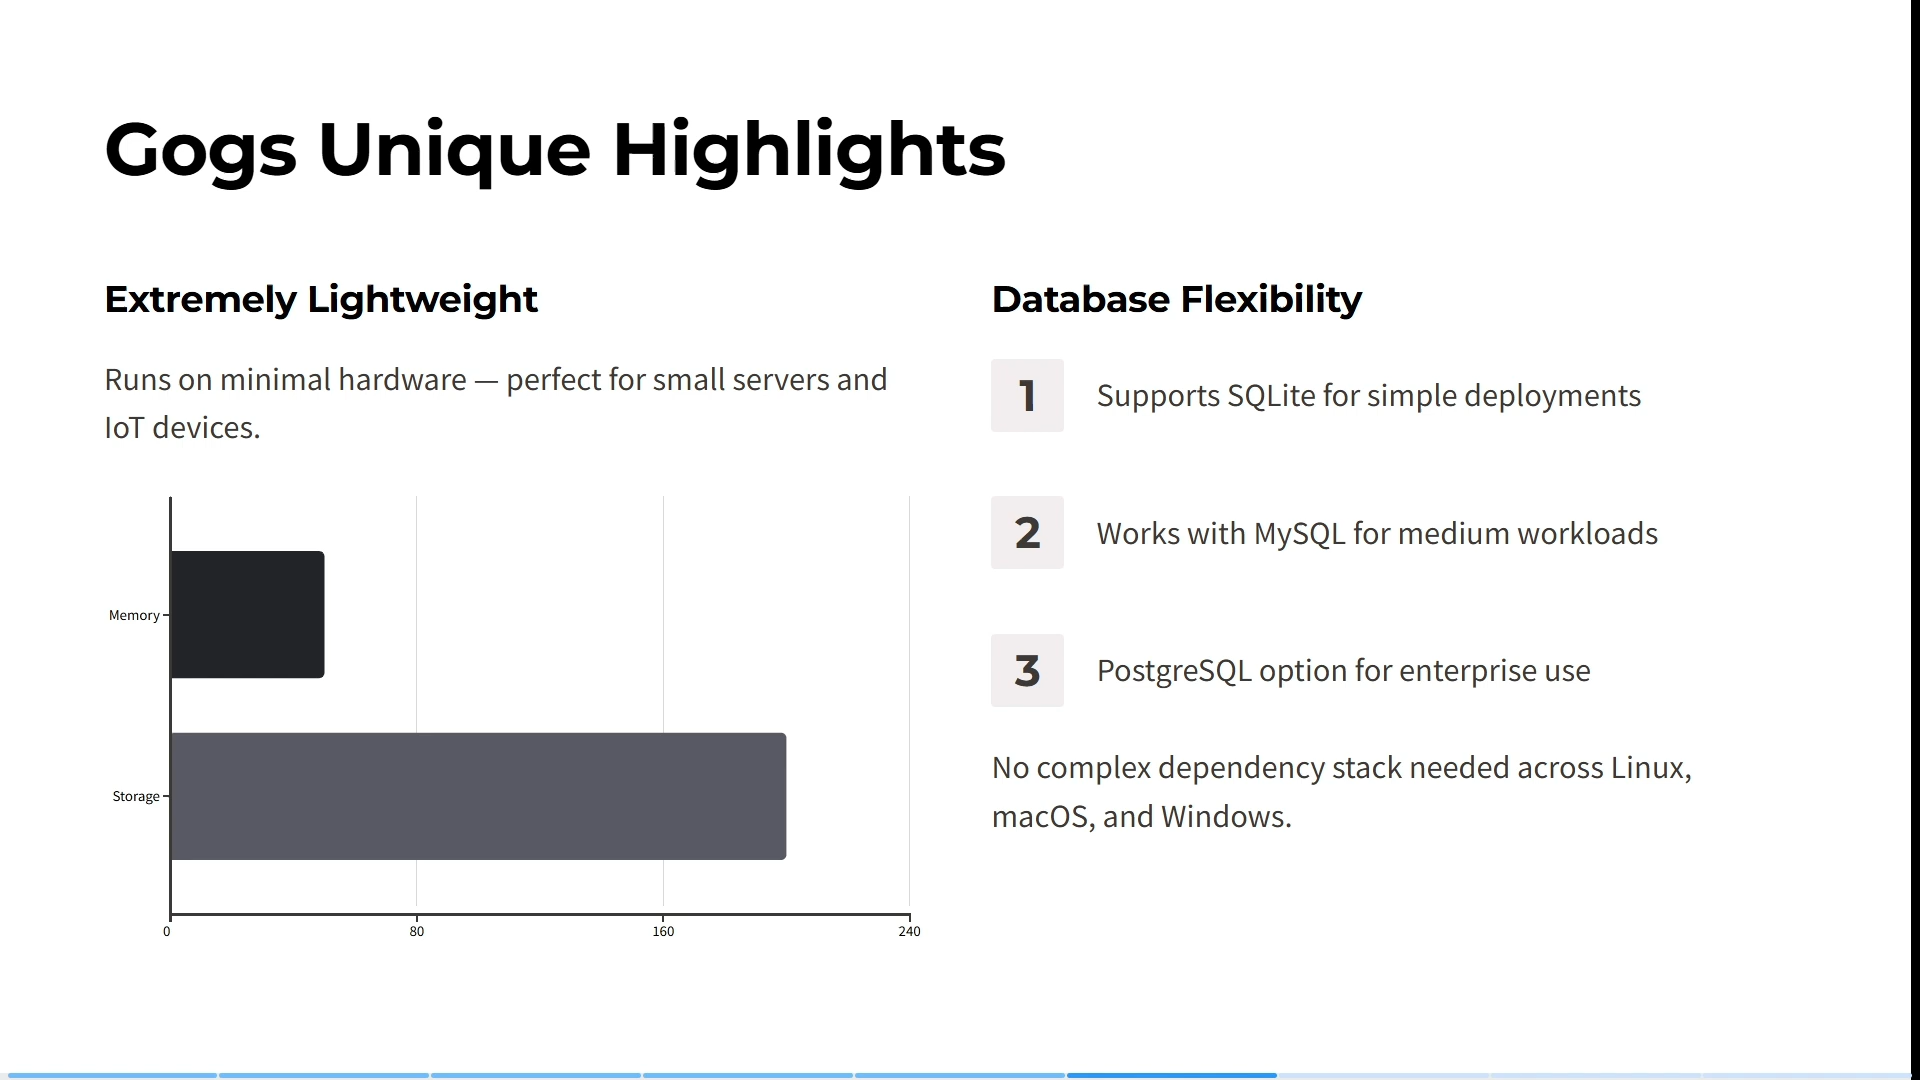 Gogs Unique Highlights
Extremely Lightweight
Runs on minimal hardware — perfect for small servers and
IoT devices.
Memory
Storage
0 80 160 240
Database Flexibility
1 Supports SQLite for simple deployments
2 Works with MySQL for medium workloads
3 PostgreSQL option for enterprise use
No complex dependency stack needed across Linux,
macOS, and Windows.